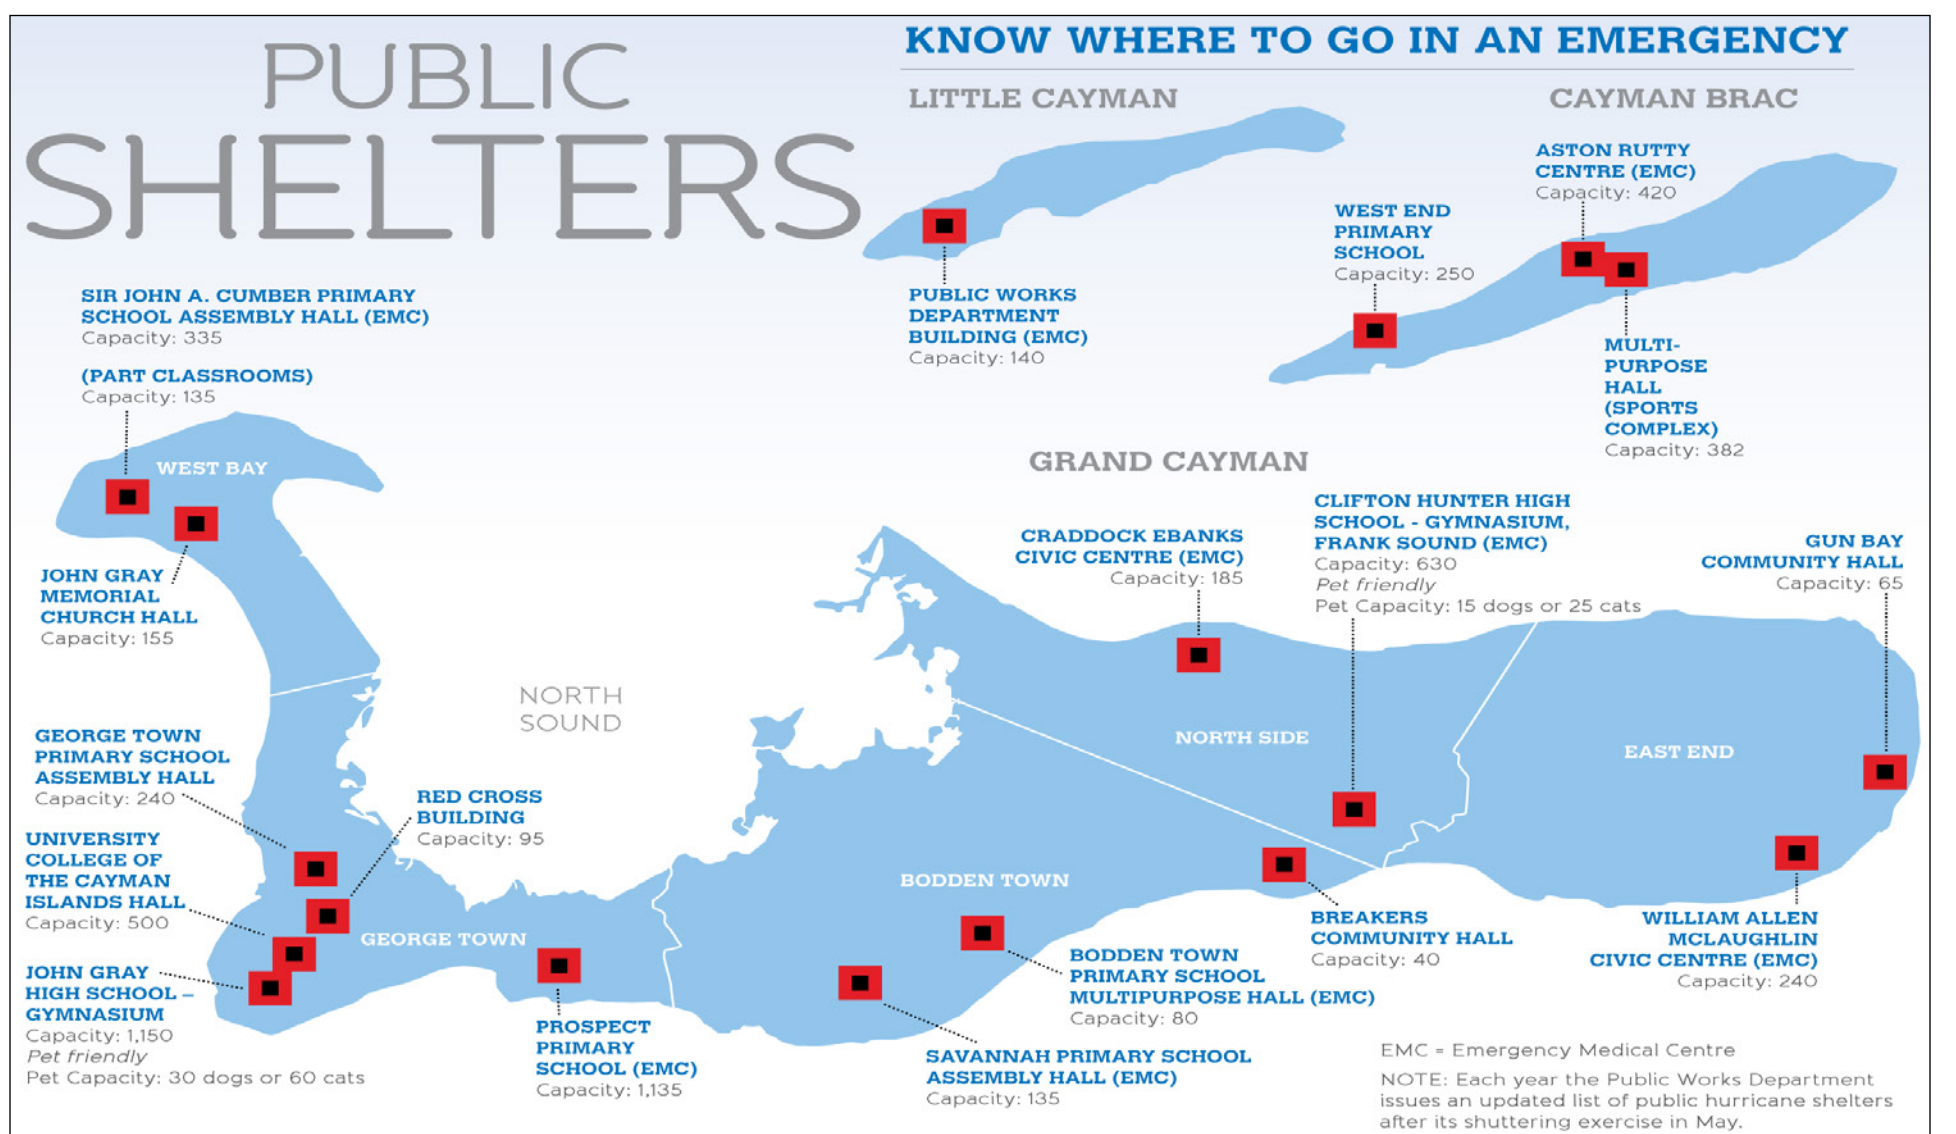 PUBLIC
SHELTERS
KNOW WHERE TO GO IN AN EMERGENCY
LITTLE CAYMAN
PUBLIC WORKS
DEPARTMENT
BUILDING (EMC)
Capacity: 140
CAYMAN BRAC
ASTON RUTTY
CENTRE (EMC)
Capacity: 420
WEST END
PRIMARY
SCHOOL
Capacity: 250
MULTI-
PURPOSE
HALL
(SPORTS
COMPLEX)
Capacity: 382
GRAND CAYMAN
SIR JOHN A. CUMBER PRIMARY
SCHOOL ASSEMBLY HALL (EMC)
Capacity: 335
(PART CLASSROOMS)
Capacity: 135
WEST BAY
JOHN GRAY
MEMORIAL
CHURCH HALL
Capacity: 155
NORTH
SOUND
GEORGE TOWN
PRIMARY SCHOOL
ASSEMBLY HALL
Capacity: 240
RED CROSS
BUILDING
Capacity: 95
UNIVERSITY
COLLEGE OF
THE CAYMAN
ISLANDS HALL
Capacity: 500
GEORGE TOWN
JOHN GRAY
HIGH SCHOOL –
GYMNASIUM
Capacity: 1,150
Pet friendly
Pet Capacity: 30 dogs or 60 cats
PROSPECT
PRIMARY
SCHOOL (EMC)
Capacity: 1,135
CRADDOCK EBANKS
CIVIC CENTRE (EMC)
Capacity: 185
CLIFTON HUNTER HIGH
SCHOOL - GYMNASIUM,
FRANK SOUND (EMC)
Capacity: 630
Pet friendly
Pet Capacity: 15 dogs or 25 cats
GUN BAY
COMMUNITY HALL
Capacity: 65
NORTH SIDE
EAST END
BODDEN TOWN
BREAKERS
COMMUNITY HALL
Capacity: 40
WILLIAM ALLEN
MCLAUGHLIN
CIVIC CENTRE (EMC)
Capacity: 240
BODDEN TOWN
PRIMARY SCHOOL
MULTIPURPOSE HALL (EMC)
Capacity: 80
SAVANNAH PRIMARY SCHOOL
ASSEMBLY HALL (EMC)
Capacity: 135
EMC = Emergency Medical Centre
NOTE: Each year the Public Works Department
issues an updated list of public hurricane shelters
after its shuttering exercise in May.